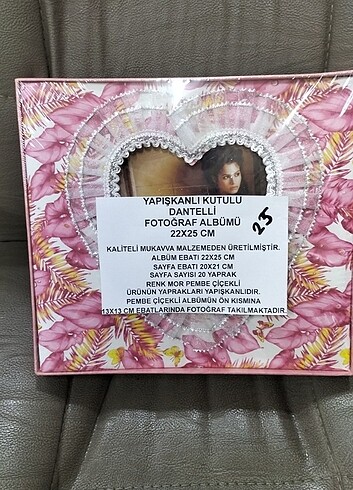 YAPIŞKANLI KUTULU
DANTELLİ
FOTOĞRAF ALBÜMÜ
22X25 CM
25
KALİTELİ MUKAVVA MALZEMEDEN ÜRETİLMİŞTİR.
ALBÜM EBATI 22X25 CM
SAYFA EBATI 20X21 CM
SAYFA SAYISI 20 YAPRAK
RENK MOR PEMBE ÇİÇEKLİ
ÜRÜNÜN YAPRAKLARI YAPIŞKANLIDIR.
PEMBE ÇİÇEKLİ ALBÜMÜN ÖN KISMINA
13X13 CM EBATLARINDA FOTOĞRAF TAKILMAKTADIR.